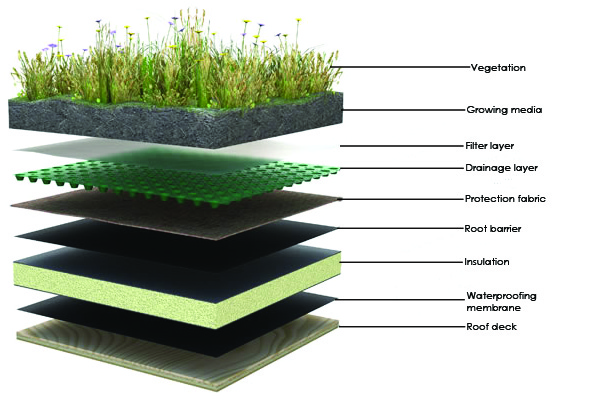 Vegetation
Growing media
Filter layer
Drainage layer
Protection fabric
Root barrier
Insulation
Waterproofing
membrane
Roof deck